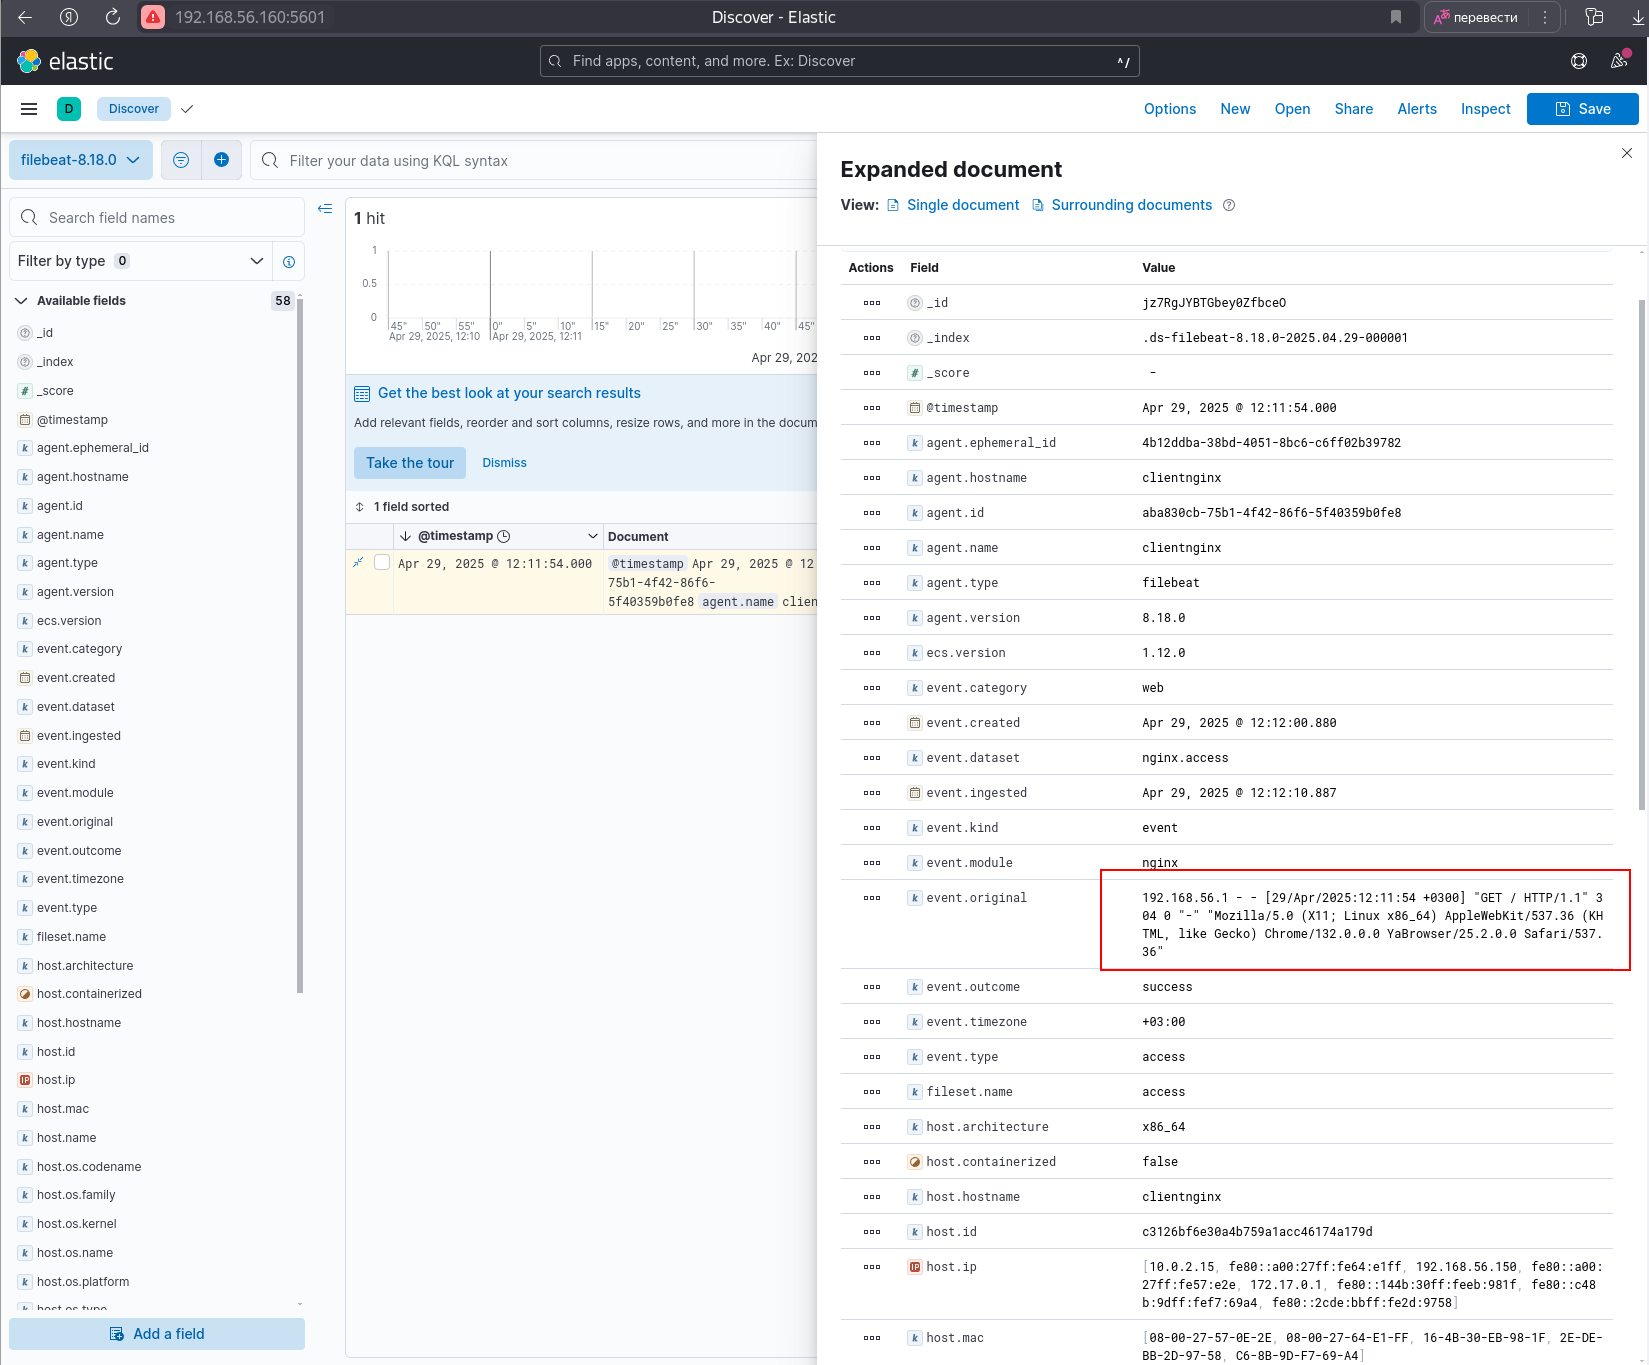 192.168.56.160:5601
Discover - Elastic
перевести
elastic
Find apps, content, and more. Ex: Discover
^/
D
Discover
Options
New
Open
Share
Alerts
Inspect
Save
filebeat-8.18.0
Filter your data using KQL syntax
Search field names
Filter by type 0
Available fields 58
_id
_index
_score
@timestamp
agent.ephemeral_id
agent.hostname
agent.id
agent.name
agent.type
agent.version
ecs.version
event.category
event.created
event.dataset
event.ingested
event.kind
event.module
event.original
event.outcome
event.timezone
event.type
fileset.name
host.architecture
host.containerized
host.hostname
host.id
host.ip
host.mac
host.name
host.os.codename
host.os.family
host.os.kernel
host.os.name
host.os.platform
host.os.type
Add a field
1 hit
1
0.5
0
45" 50" 55" 0" 5" 10" 15" 20" 25" 30" 35" 40" 45"
Apr 29, 2025, 12:10 Apr 29, 2025, 12:11
Apr 29, 202
Get the best look at your search results
Add relevant fields, reorder and sort columns, resize rows, and more in the docum
Take the tour
Dismiss
1 field sorted
@timestamp
Document
Apr 29, 2025 @ 12:11:54.000
@timestamp Apr 29, 2025 @ 12
75b1-4f42-86f6-
5f40359b0fe8 agent.name clien
Expanded document
View: Single document Surrounding documents
Actions Field Value
_id jz7RgJYBTGbey0ZfbceO
_index .ds-filebeat-8.18.0-2025.04.29-000001
_score -
@timestamp Apr 29, 2025 @ 12:11:54.000
agent.ephemeral_id 4b12ddba-38bd-4051-8bc6-c6ff02b39782
agent.hostname clientnginx
agent.id aba830cb-75b1-4f42-86f6-5f40359b0fe8
agent.name clientnginx
agent.type filebeat
agent.version 8.18.0
ecs.version 1.12.0
event.category web
event.created Apr 29, 2025 @ 12:12:00.880
event.dataset nginx.access
event.ingested Apr 29, 2025 @ 12:12:10.887
event.kind event
event.module nginx
event.original 192.168.56.1 - - [29/Apr/2025:12:11:54 +0300] "GET / HTTP/1.1" 3
04 0 "-" "Mozilla/5.0 (X11; Linux x86_64) AppleWebKit/537.36 (KH
TML, like Gecko) Chrome/132.0.0.0 YaBrowser/25.2.0.0 Safari/537.
36"
event.outcome success
event.timezone +03:00
event.type access
fileset.name access
host.architecture x86_64
host.containerized false
host.hostname clientnginx
host.id c3126bf6e30a4b759a1acc46174a179d
host.ip [10.0.2.15, fe80::a00:27ff:fe64:e1ff, 192.168.56.150, fe80::a00:
27ff:fe57:e2e, 172.17.0.1, fe80::144b:30ff:feeb:981f, fe80::c48
b:9dff:fef7:69a4, fe80::2cde:bbff:fe2d:9758]
host.mac [08-00-27-57-0E-2E, 08-00-27-64-E1-FF, 16-4B-30-EB-98-1F, 2E-DE-
BB-2D-97-58, C6-8B-9D-F7-69-A4]